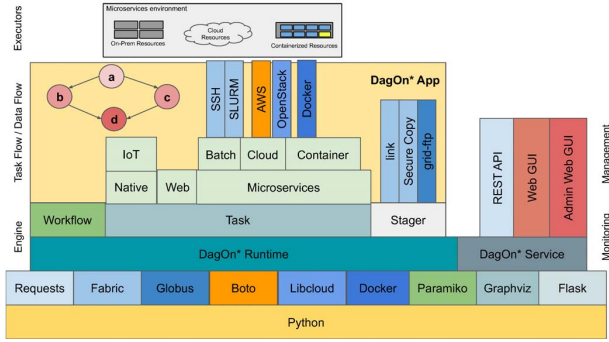 Microservices environment
On-Prem Resources
Cloud
Resources
Containerized Resources
Executors
Task Flow / Data Flow
Engine
Management
Monitoring
a
b
c
d
SSH
SLURM
AWS
OpenStack
Docker
DagOn* App
link
Secure Copy
grid-ftp
IoT
Batch
Cloud
Container
Native
Web
Microservices
REST API
Web GUI
Admin Web GUI
Workflow
Task
Stager
DagOn* Runtime
DagOn* Service
Requests
Fabric
Globus
Boto
Libcloud
Docker
Paramiko
Graphviz
Flask
Python